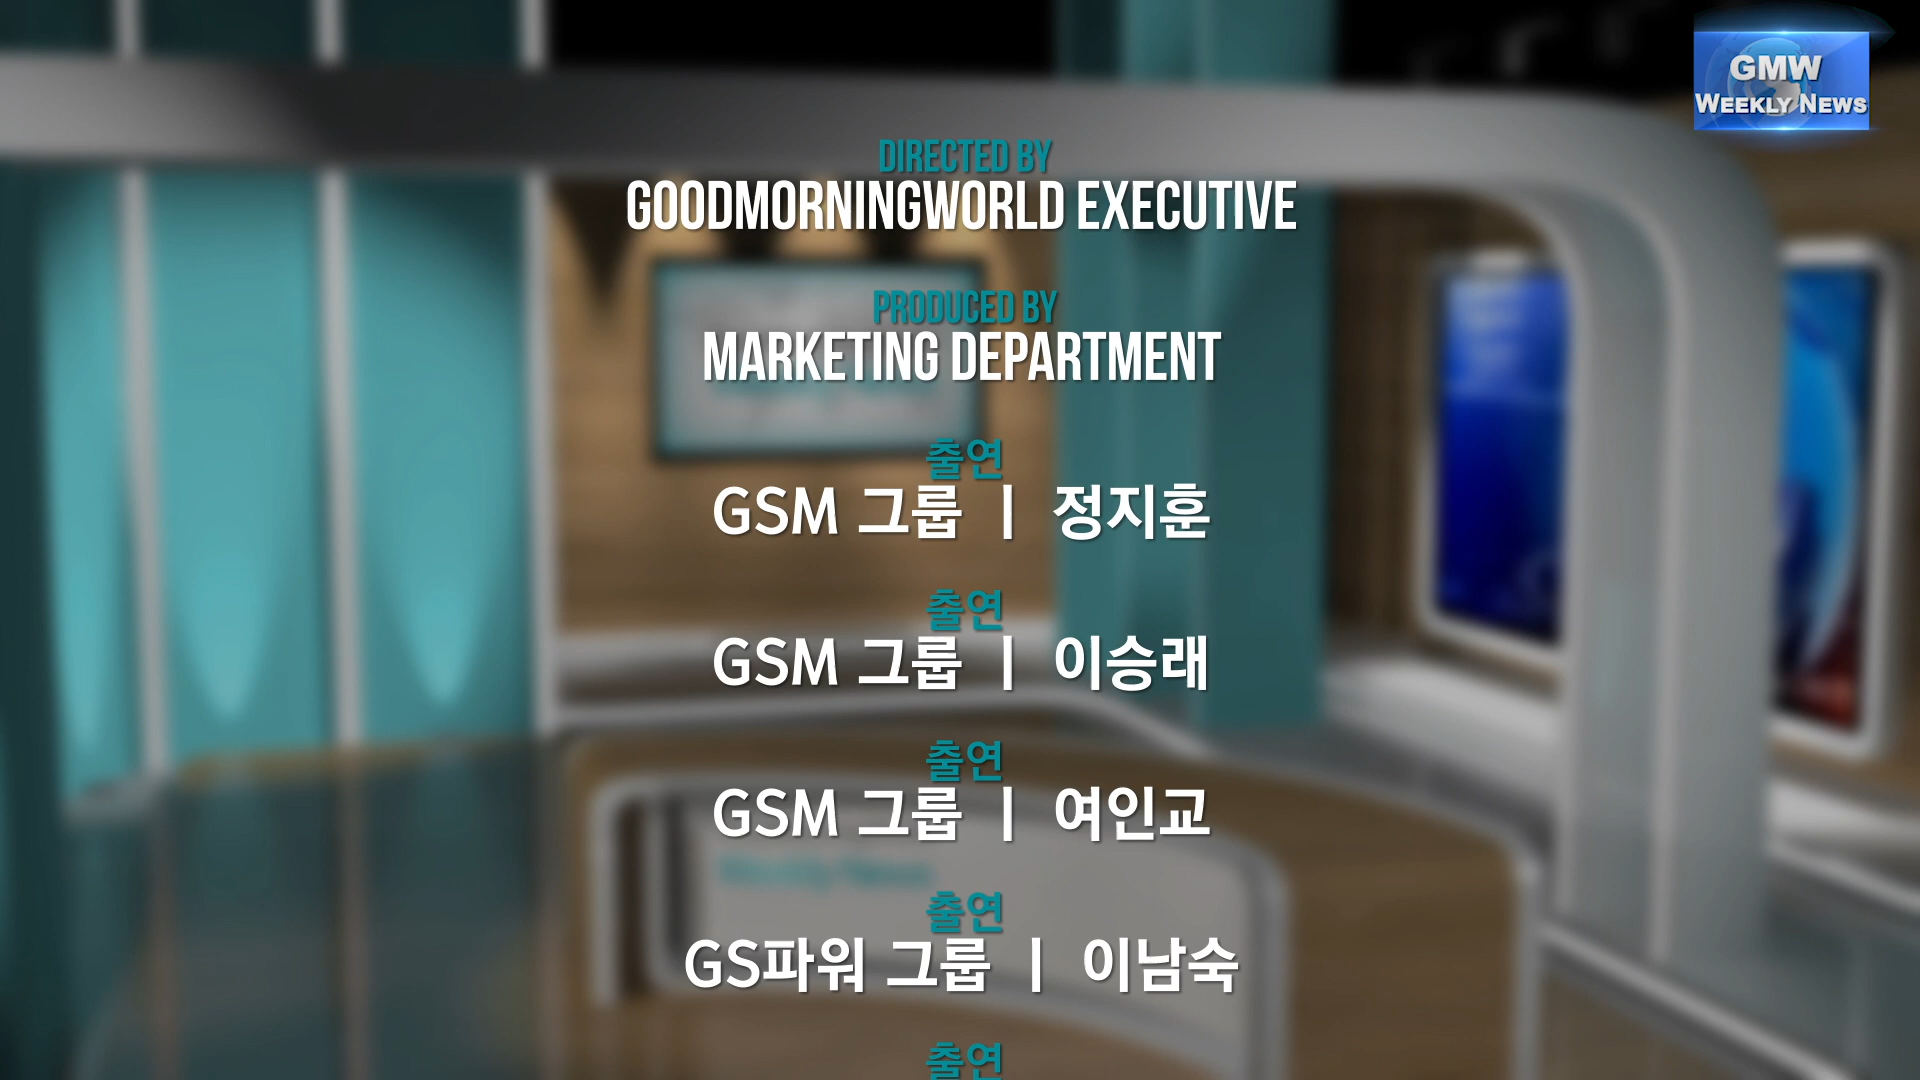 GMW
WEEKLY NEWS
DIRECTED BY
GOODMORNINGWORLD EXECUTIVE
PRODUCED BY
MARKETING DEPARTMENT
출연
GSM 그룹 | 정지훈
출연
GSM 그룹 | 이승래
출연
GSM 그룹 | 여인교
Weekly News
출연
GS파워 그룹 | 이남숙
출연